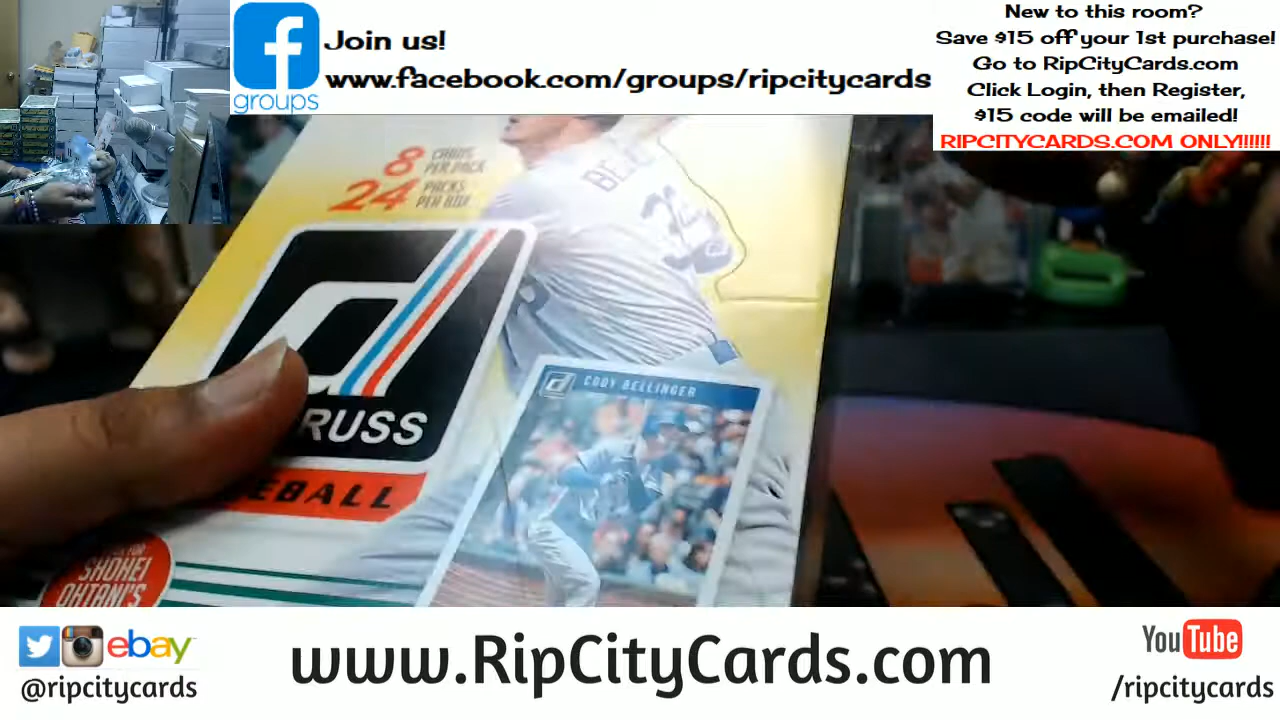 f
groups
Join us!
www.facebook.com/groups/ripcitycards
New to this room?
Save $15 off your 1st purchase!
Go to RipCityCards.com
Click Login, then Register,
$15 code will be emailed!
RIPCITYCARDS.COM ONLY!!!!!!
8 CARDS PER PACK
24 PACKS PER BOX
35
d
RUSS
EBALL
SHOHEI
OHTANI'S
d CODY BELLINGER
ebay
@ripcitycards
www.RipCityCards.com
YouTube
/ripcitycards